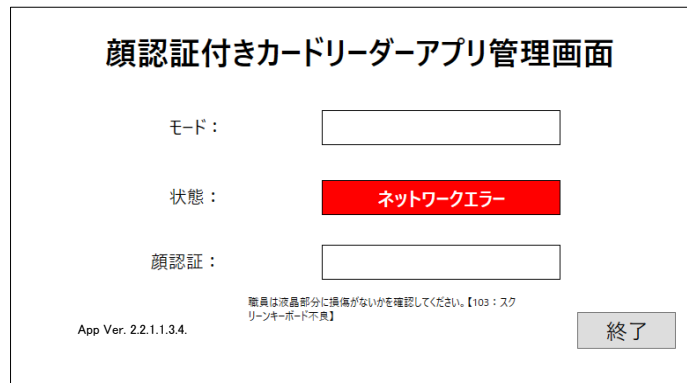 顔認証付きカードリーダーアプリ管理画面
モード：
状態：
ネットワークエラー
顔認証：
職員は液晶部分に損傷がないかを確認してください。【103：スク
リーンキーボード不良】
App Ver. 2.2.1.1.3.4.
終了